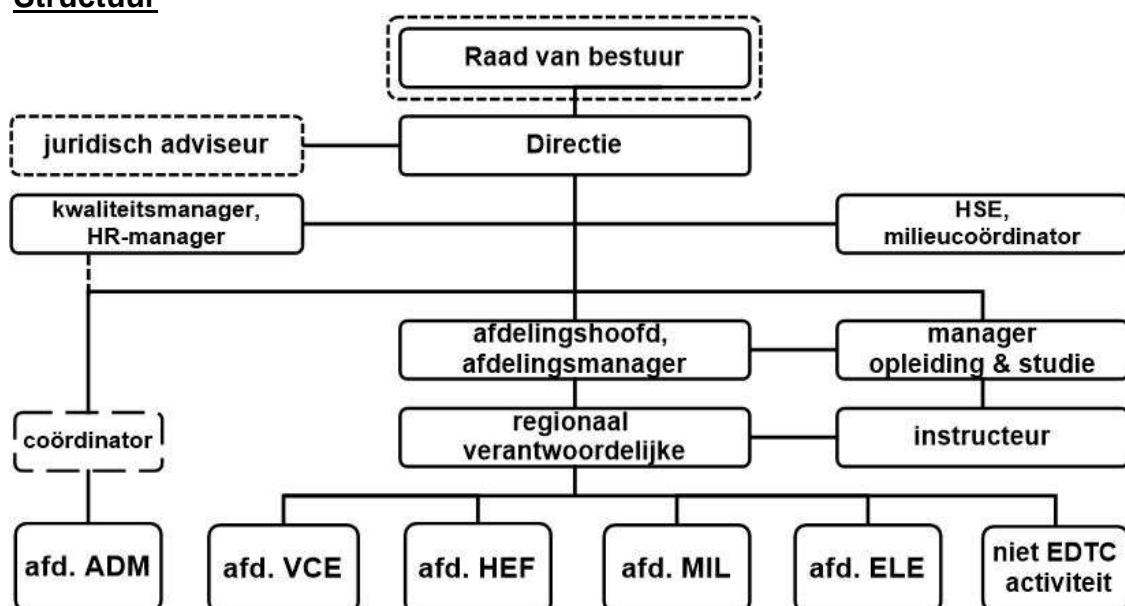 Structuur
Raad van bestuur
juridisch adviseur
Directie
kwaliteitsmanager,
HR-manager
HSE,
milieucoördinator
afdelingshoofd,
afdelingsmanager
manager
opleiding & studie
coördinator
regionaal
verantwoordelijke
instructeur
afd. ADM
afd. VCE
afd. HEF
afd. MIL
afd. ELE
niet EDTC
activiteit